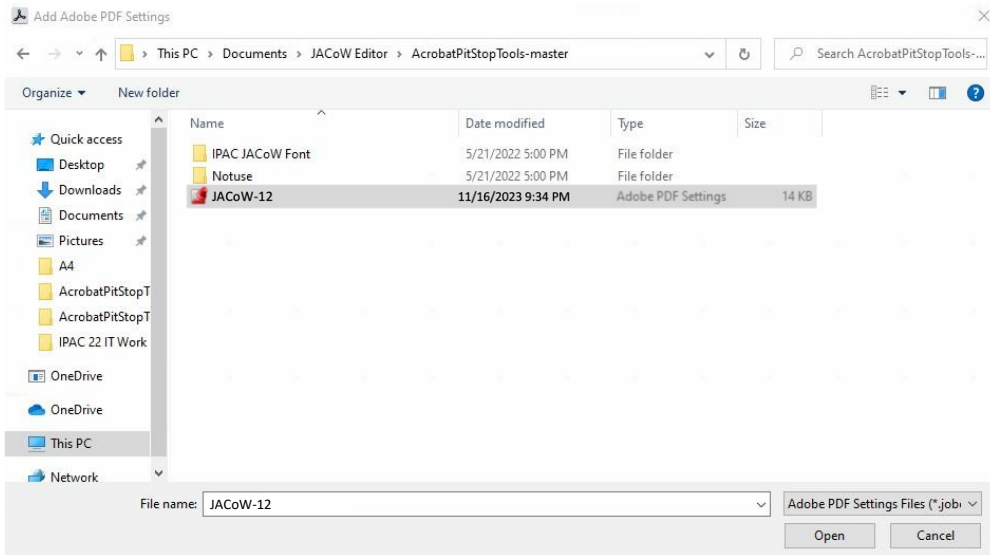 Add Adobe PDF Settings
This PC > Documents > JACoW Editor > AcrobatPitStopTools-master
Search AcrobatPitStopTools-...
Organize
New folder
Name Date modified Type Size
Quick access
Desktop
Downloads
Documents
Pictures
A4
AcrobatPitStopT
AcrobatPitStopT
IPAC 22 IT Work
OneDrive
OneDrive
This PC
Network
IPAC JACoW Font 5/21/2022 5:00 PM File folder
Notuse 5/21/2022 5:00 PM File folder
JACoW-12 11/16/2023 9:34 PM Adobe PDF Settings 14 KB
File name: JACoW-12
Adobe PDF Settings Files (*.job
Open
Cancel